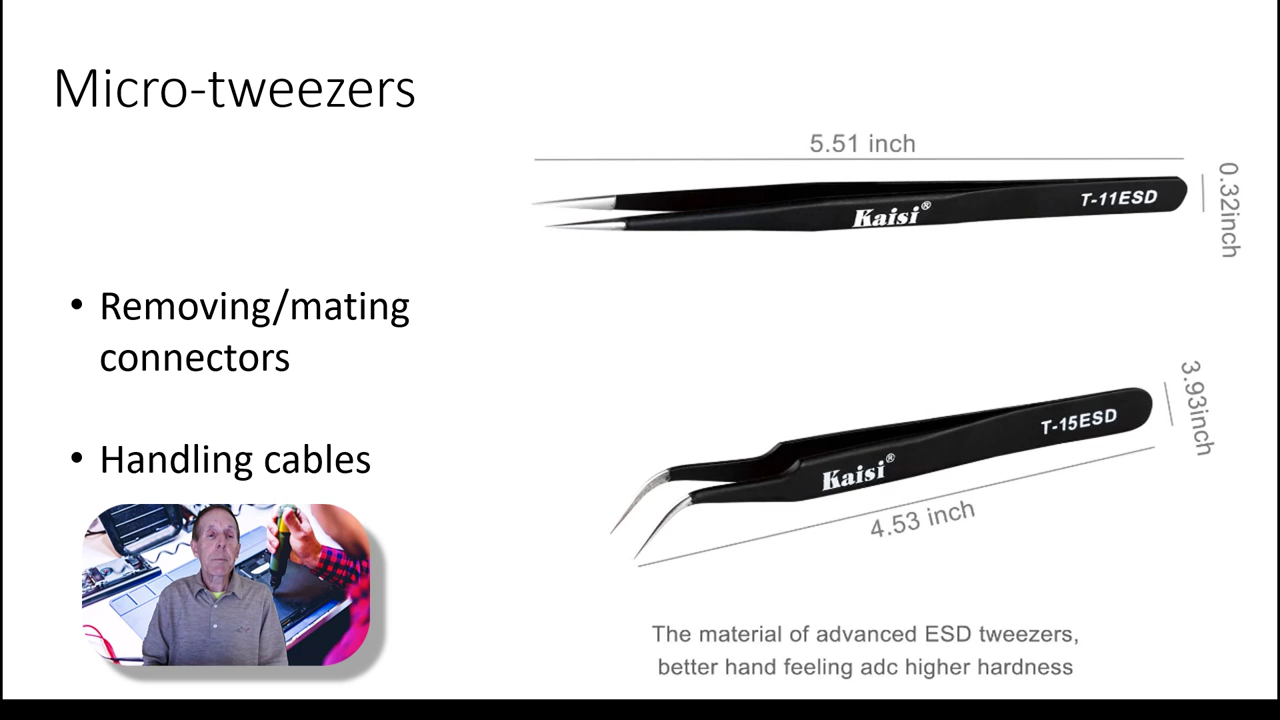 Micro-tweezers
5.51 inch
0.32inch
Kaisi®
T-11ESD
• Removing/mating
connectors
• Handling cables
3.93inch
T-15ESD
Kaisi®
4.53 inch
The material of advanced ESD tweezers,
better hand feeling adc higher hardness